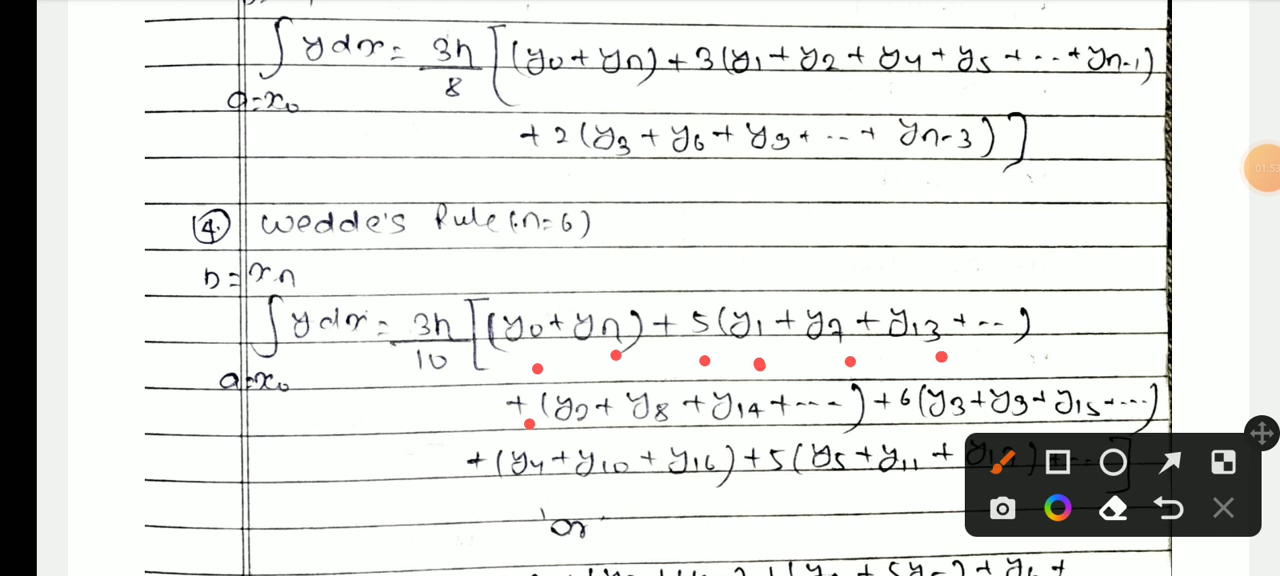 ∫ y dx = 3h/8 [(y0 + yn) + 3(y1 + y2 + y4 + y5 + ... + yn-1)
a=x0
+ 2(y3 + y6 + y9 + ... + yn-3)]
④. Wedde's Rule (n=6)
b = xn
∫ y dx = 3h/10 [(y0 + yn) + 5(y1 + y7 + y13 + ...)
a=x0
+ (y2 + y8 + y14 + ...) + 6(y3 + y9 + y15 + ...)
+ (y4 + y10 + y16) + 5(y5 + y11 +
or
01:53